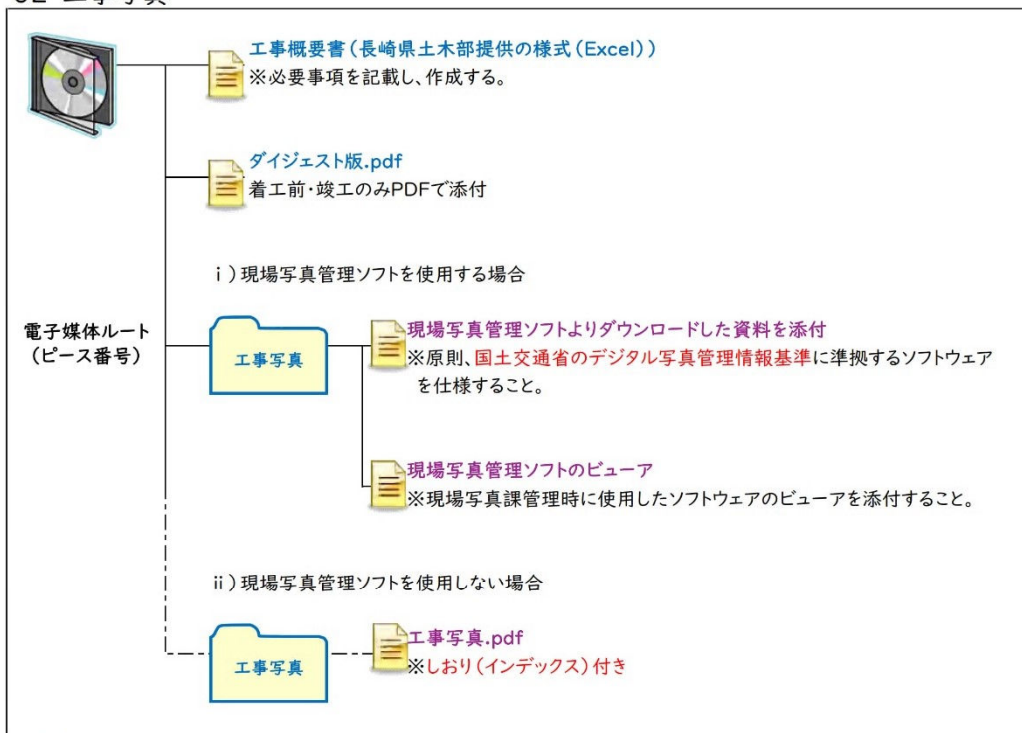 02 工事写真
工事概要書(長崎県土木部提供の様式(Excel))
※必要事項を記載し、作成する。
ダイジェスト版.pdf
着工前・竣工のみPDFで添付
ⅰ)現場写真管理ソフトを使用する場合
電子媒体ルート
(ピース番号)
工事写真
現場写真管理ソフトよりダウンロードした資料を添付
※原則、国土交通省のデジタル写真管理情報基準に準拠するソフトウェア
を仕様すること。
現場写真管理ソフトのビューア
※現場写真課管理時に使用したソフトウェアのビューアを添付すること。
ⅱ)現場写真管理ソフトを使用しない場合
工事写真
工事写真.pdf
※しおり(インデックス)付き